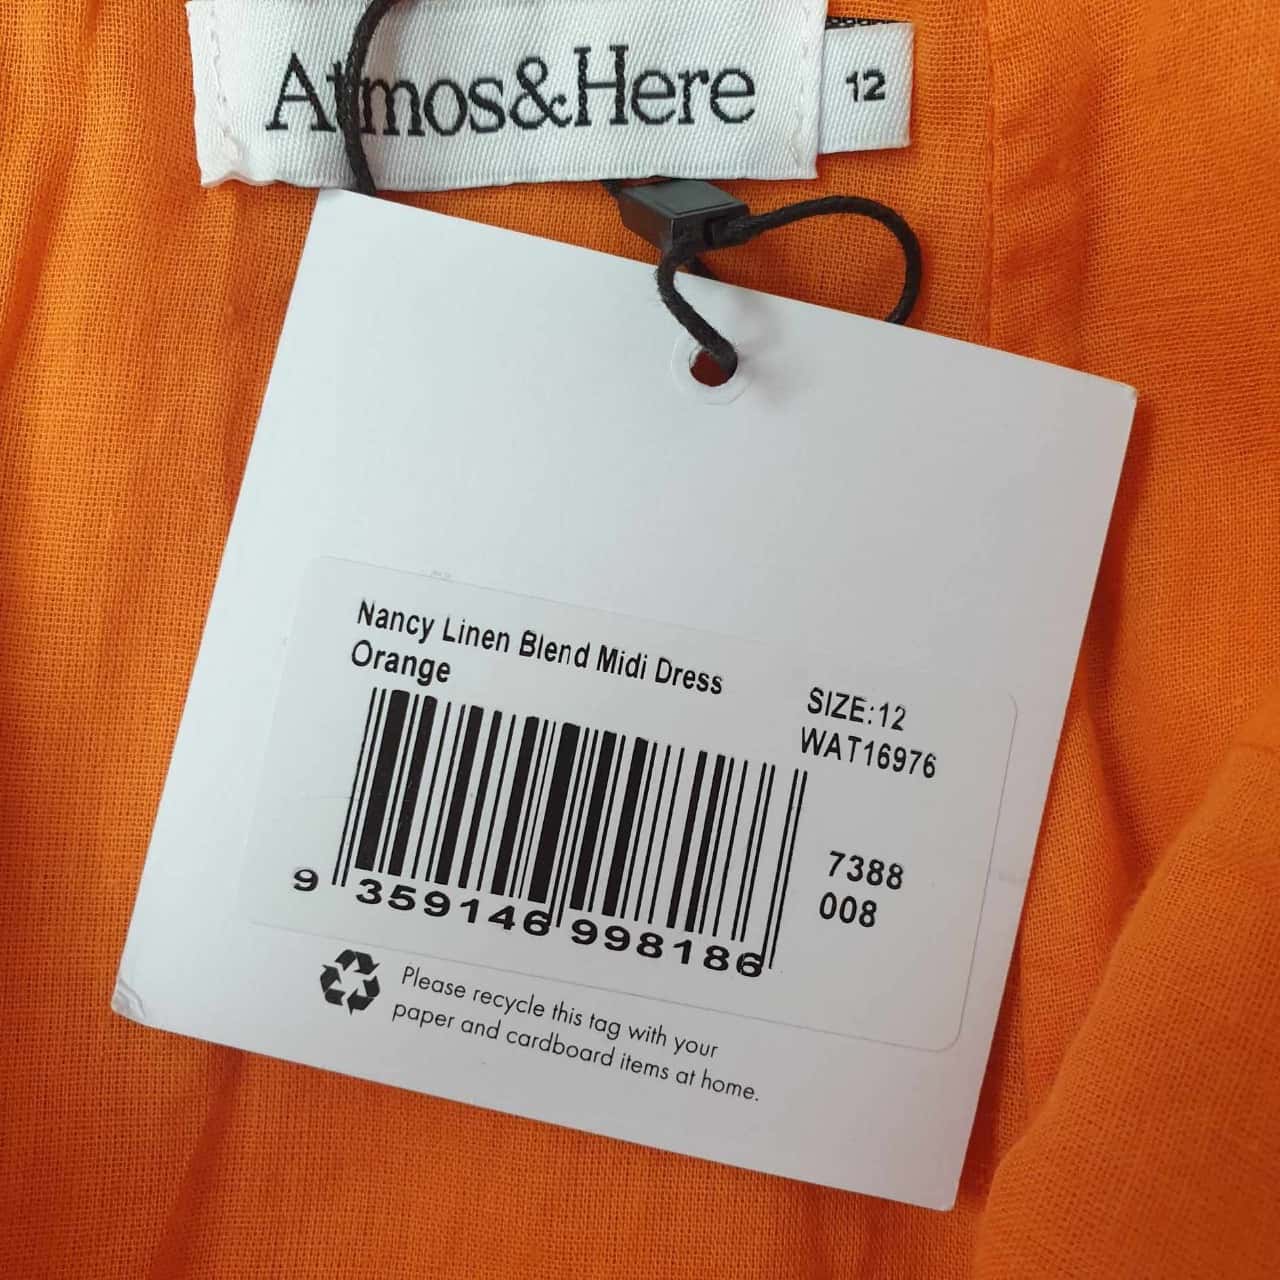 Atmos&Here
12
Nancy Linen Blend Midi Dress
Orange
SIZE:12
WAT16976
7388
008
9 359146 998186
Please recycle this tag with your
paper and cardboard items at home.